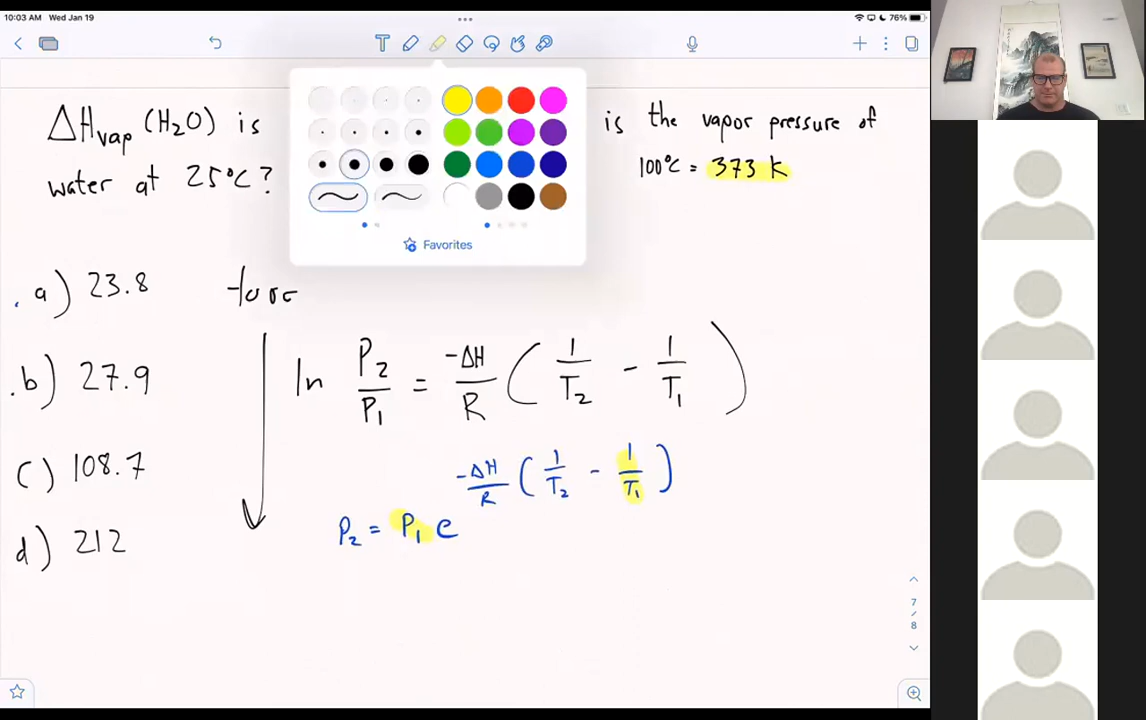 10:03 AM Wed Jan 19
76%
T
Favorites
ΔHvap (H₂O) is
is the vapor pressure of
water at 25°C?
100°C = 373 K
a) 23.8
torr
b) 27.9
c) 108.7
d) 212
ln P₂/P₁ = -ΔH/R (1/T₂ - 1/T₁)
P₂ = P₁ e^(-ΔH/R (1/T₂ - 1/T₁))
7
/
8